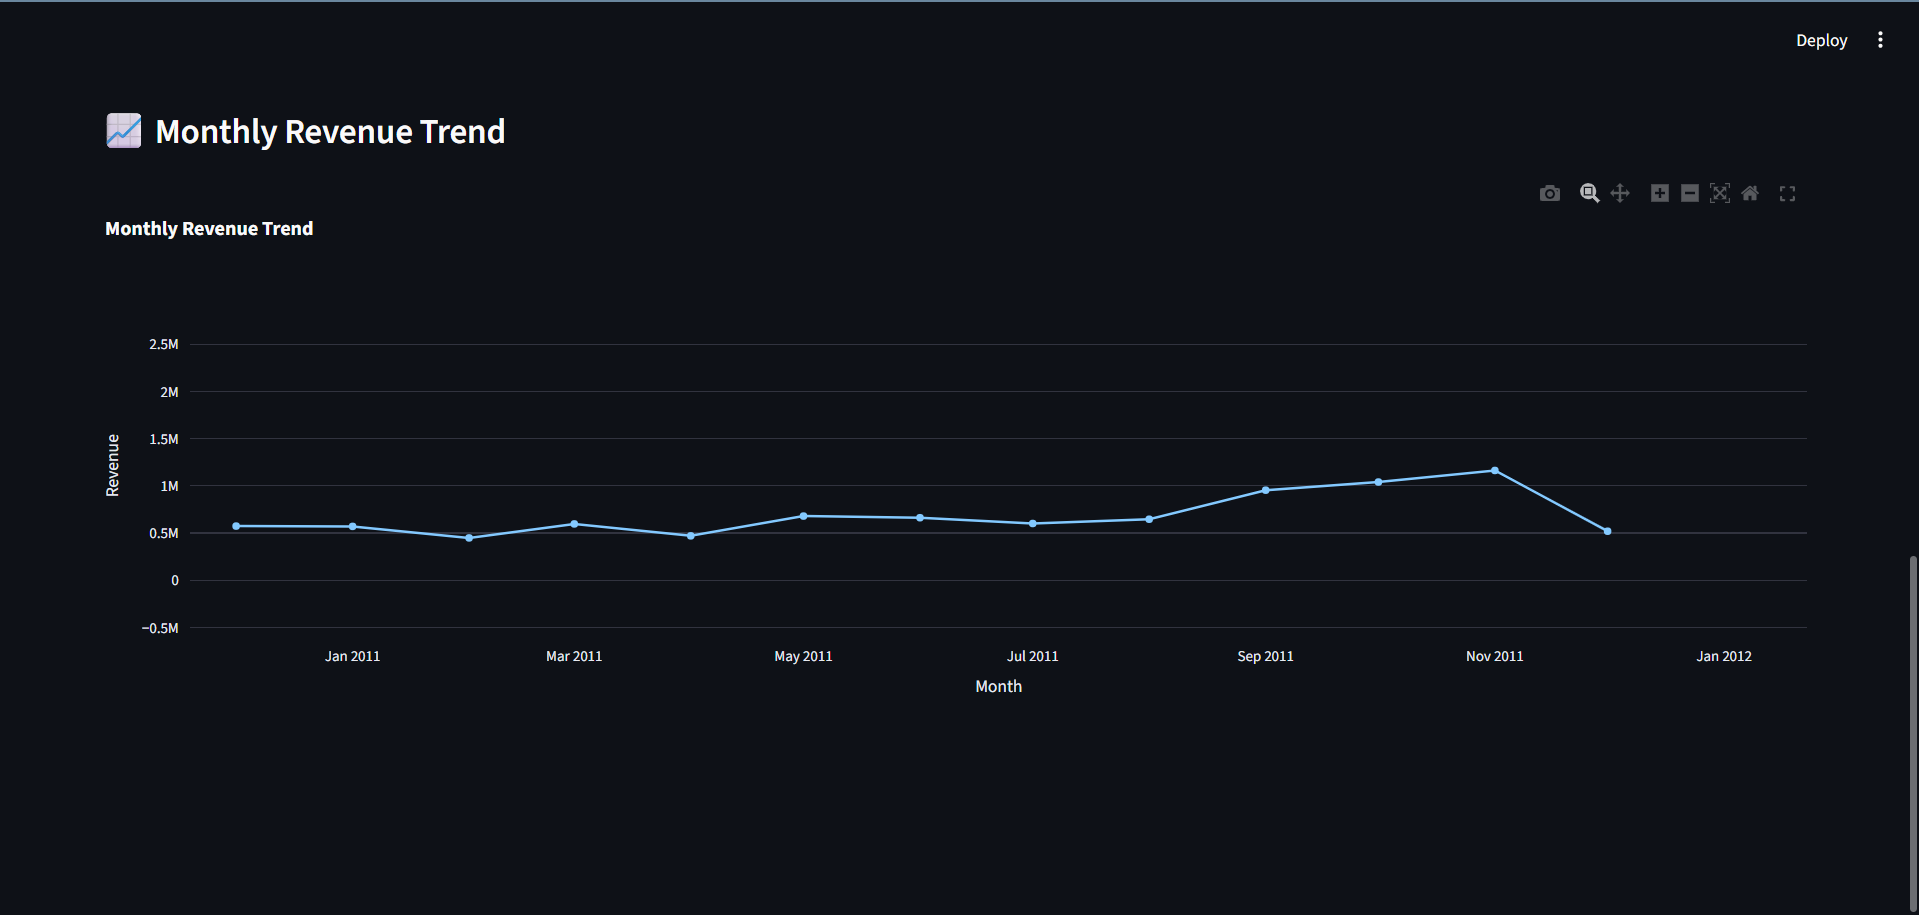 Deploy
Monthly Revenue Trend
Monthly Revenue Trend
2.5M
2M
1.5M
1M
0.5M
0
−0.5M
Revenue
Jan 2011 Mar 2011 May 2011 Jul 2011 Sep 2011 Nov 2011 Jan 2012
Month